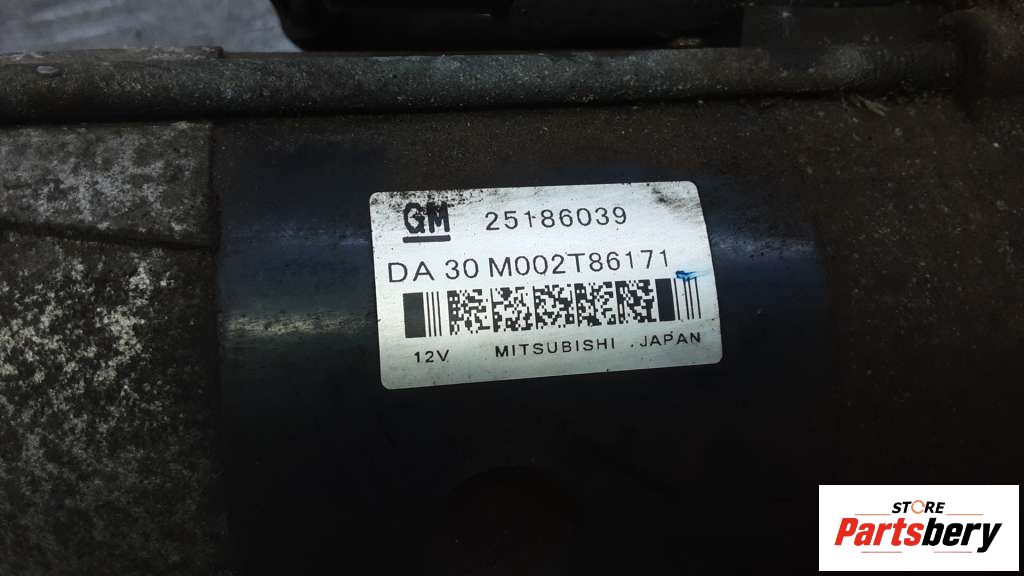 GM 25186039
DA 30 M002T86171
12V MITSUBISHI JAPAN
STORE
Partsbery